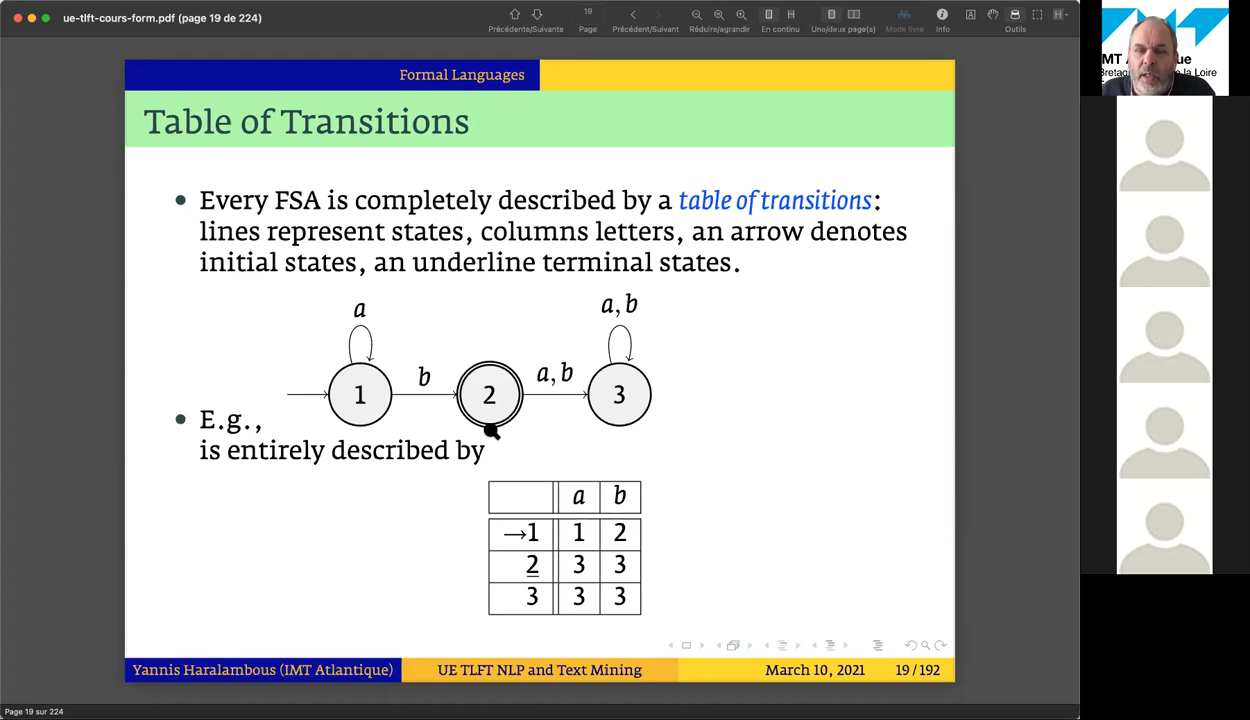 ue-tlft-cours-form.pdf (page 19 de 224)
19
Précédente/Suivante
Page
Précédent/Suivant
Réduire/agrandir
En continu
Uno/deux page(s)
Mode livre
Info
Outils
Formal Languages
Table of Transitions
• Every FSA is completely described by a table of transitions:
lines represent states, columns letters, an arrow denotes
initial states, an underline terminal states.
a
a, b
b
a, b
1
2
3
• E.g.,
is entirely described by
a b
→1 1 2
2 3 3
3 3 3
Yannis Haralambous (IMT Atlantique)
UE TLFT NLP and Text Mining
March 10, 2021
19/192
Page 19 sur 224